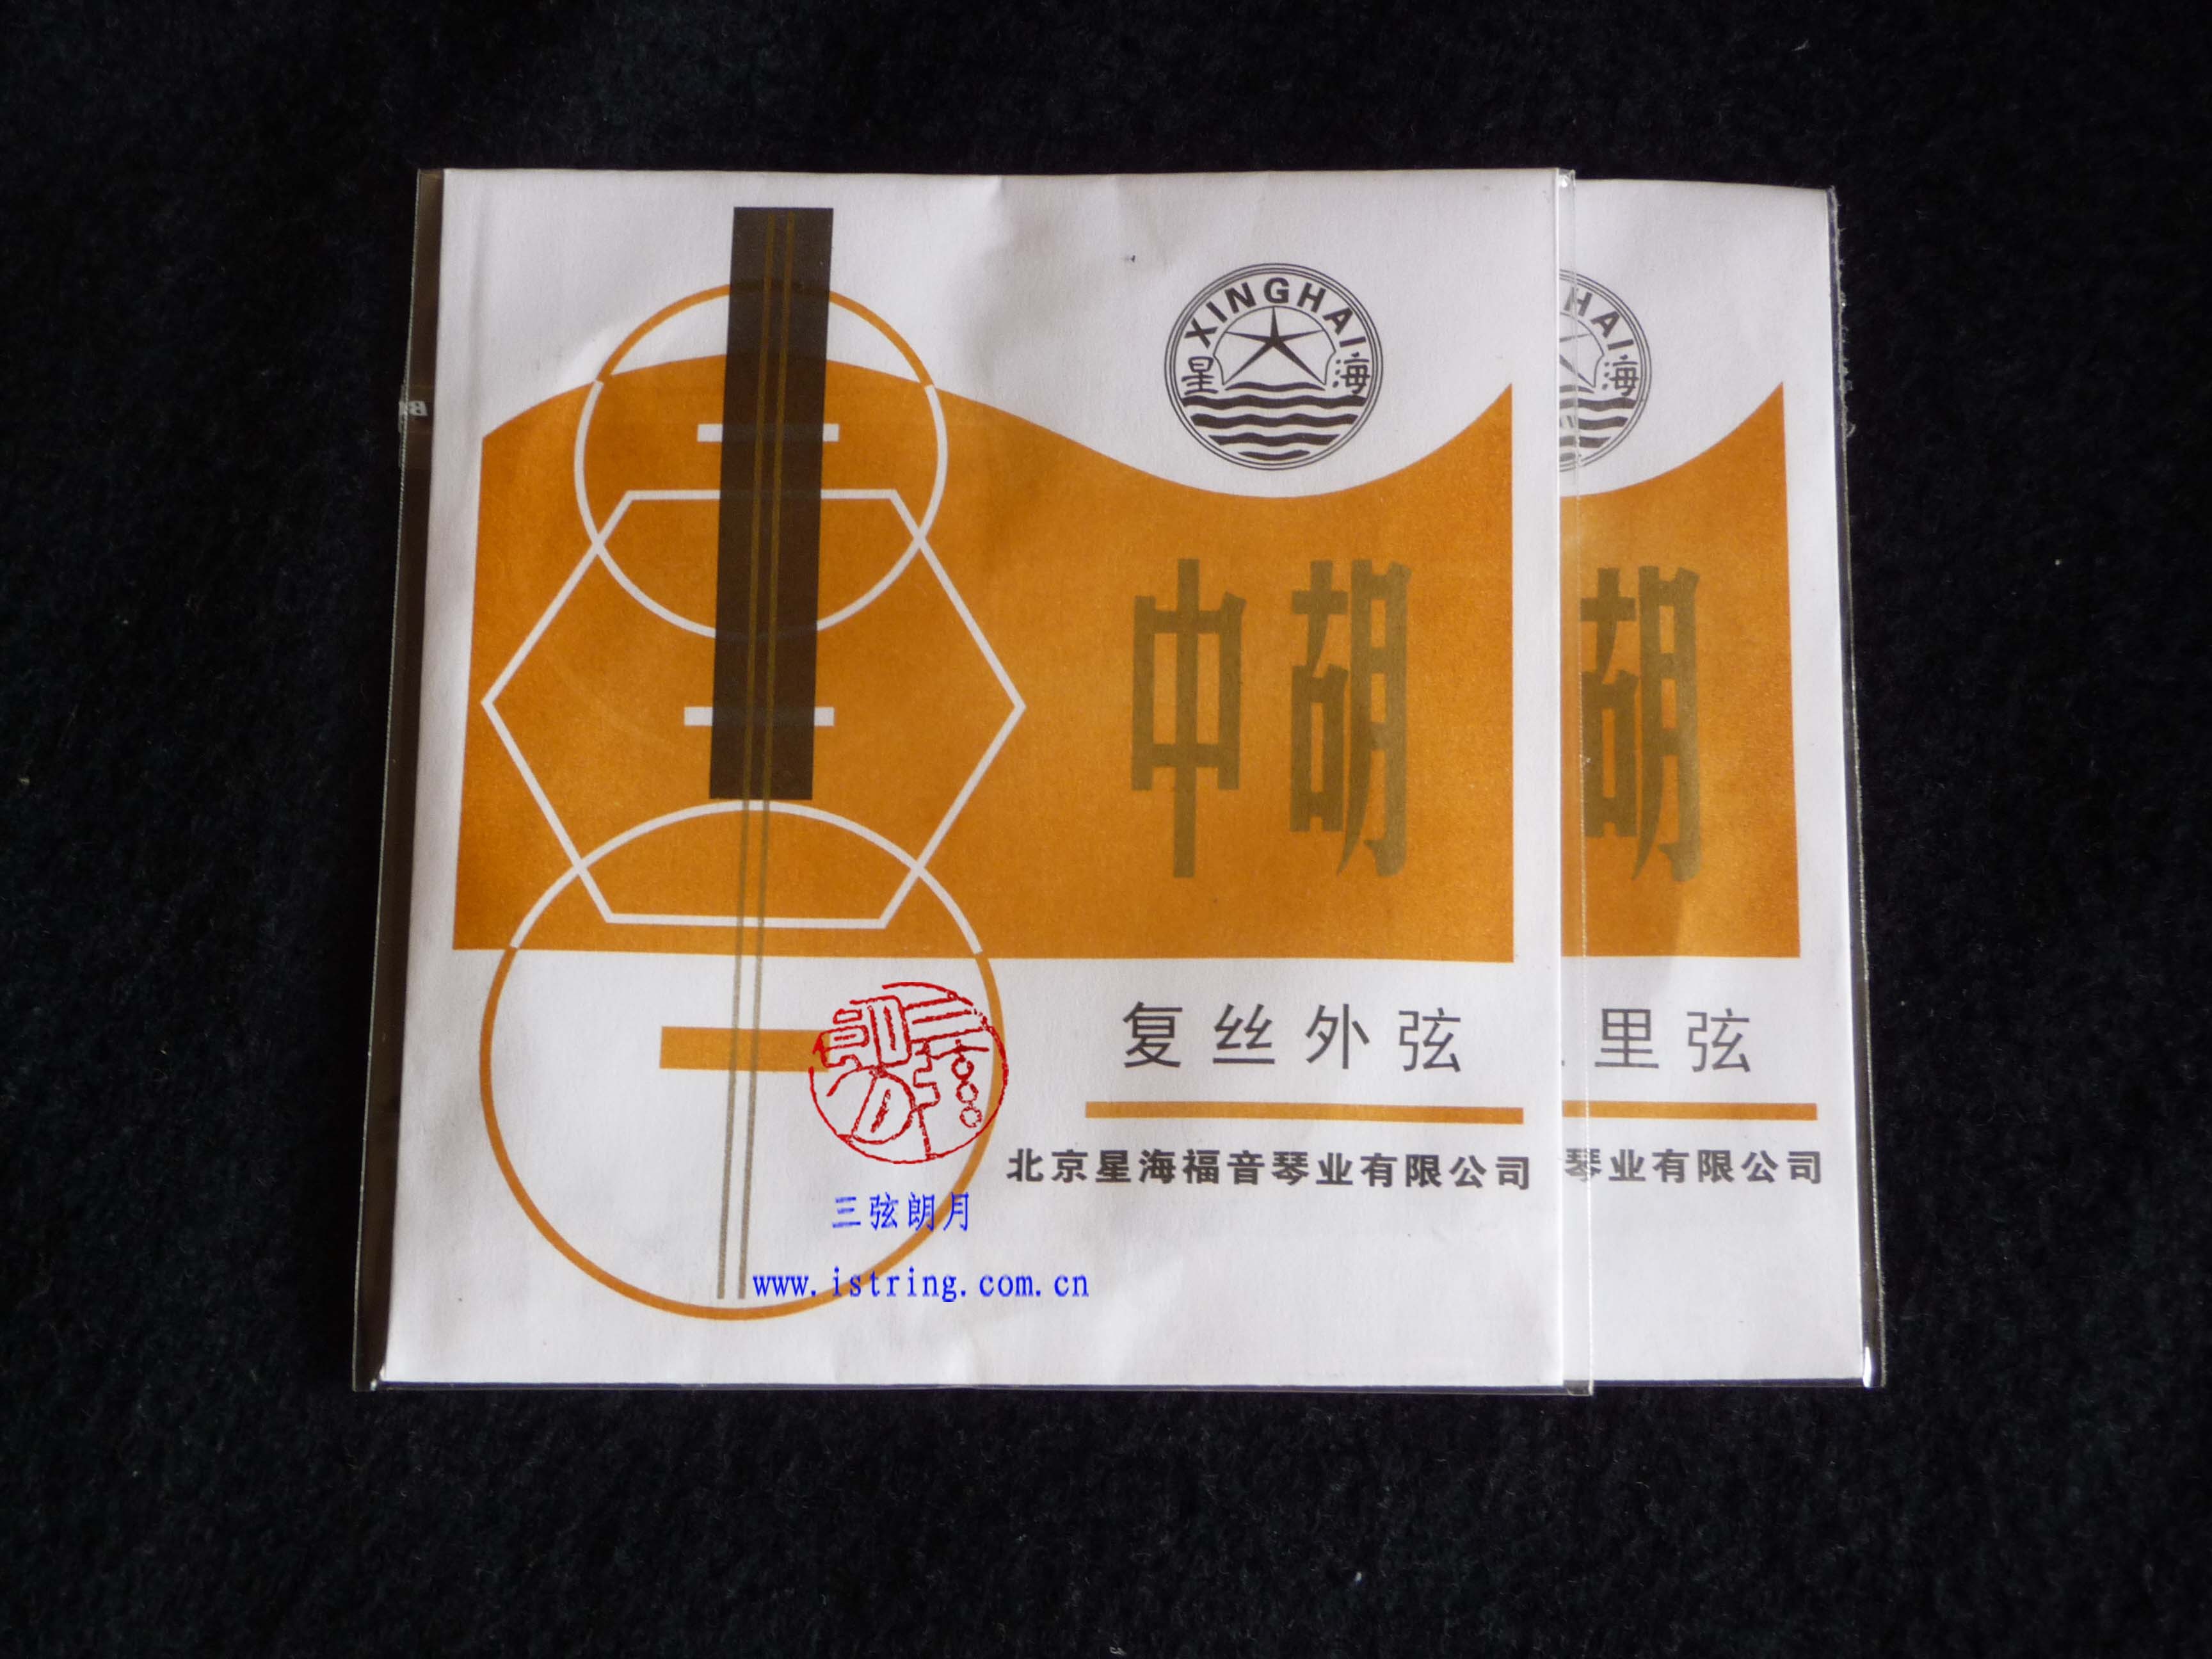 XINGHAI
星海
HAI
海
中胡
胡
复丝外弦
里弦
北京星海福音琴业有限公司
琴业有限公司
三弦朗月
www.istring.com.cn